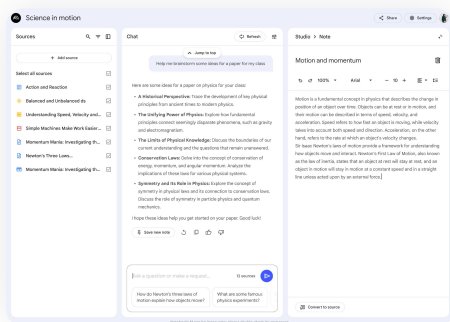 Science in motion
Share
Settings
Sources
Add source
Select all sources
Action and Reaction
Balanced and Unbalanced ds
Understanding Speed, Velocity and...
Simple Machines Make Work Easier...
Momentum Mania: Investigating th...
Newton's Three Laws...
Momentum Mania: Investigating th...
Chat
Refresh
Jump to top
Help me brainstorm some ideas for a paper for my class
Here are some ideas for a paper on physics for your class:
• A Historical Perspective: Trace the development of key physical
principles from ancient times to modern physics.
• The Unifying Power of Physics: Explore how fundamental
principles connect seemingly disparate phenomena, such as gravity
and electromagnetism.
• The Limits of Physical Knowledge: Discuss the boundaries of our
current understanding and the questions that remain unanswered.
• Conservation Laws: Delve into the conservation of
energy, momentum, and angular momentum. Analyze the
implications of these laws for various physical systems.
• Symmetry and Its Role in Physics: Explore the concept of
symmetry in physical laws and its connection to conservation laws.
Discuss the role of symmetry in particle physics and quantum
mechanics.
I hope these ideas help you get started on your paper. Good luck!
Save new note
Ask a question or make a request...
12 sources
How do Newton's three laws of
motion explain how objects move?
What are some famous
physics experiments?
Studio > Note
Motion and momentum
100%
Arial
10
Motion is a fundamental concept in physics that describes the change in
position of an object over time. Objects can be at rest or in motion, and
their motion can be described in terms of speed, velocity, and
acceleration. Speed refers to how fast an object is moving, while velocity
takes into account both speed and direction. Acceleration, on the other
hand, refers to the rate at which an object's velocity changes.
Sir Isaac Newton's laws of motion provide a framework for understanding
how objects move and interact. Newton's First Law of Motion, also known
as the law of inertia, states that an object at rest will stay at rest, and an
object in motion will stay in motion at a constant speed and in a straight
line unless acted upon by an external force.
Convert to source